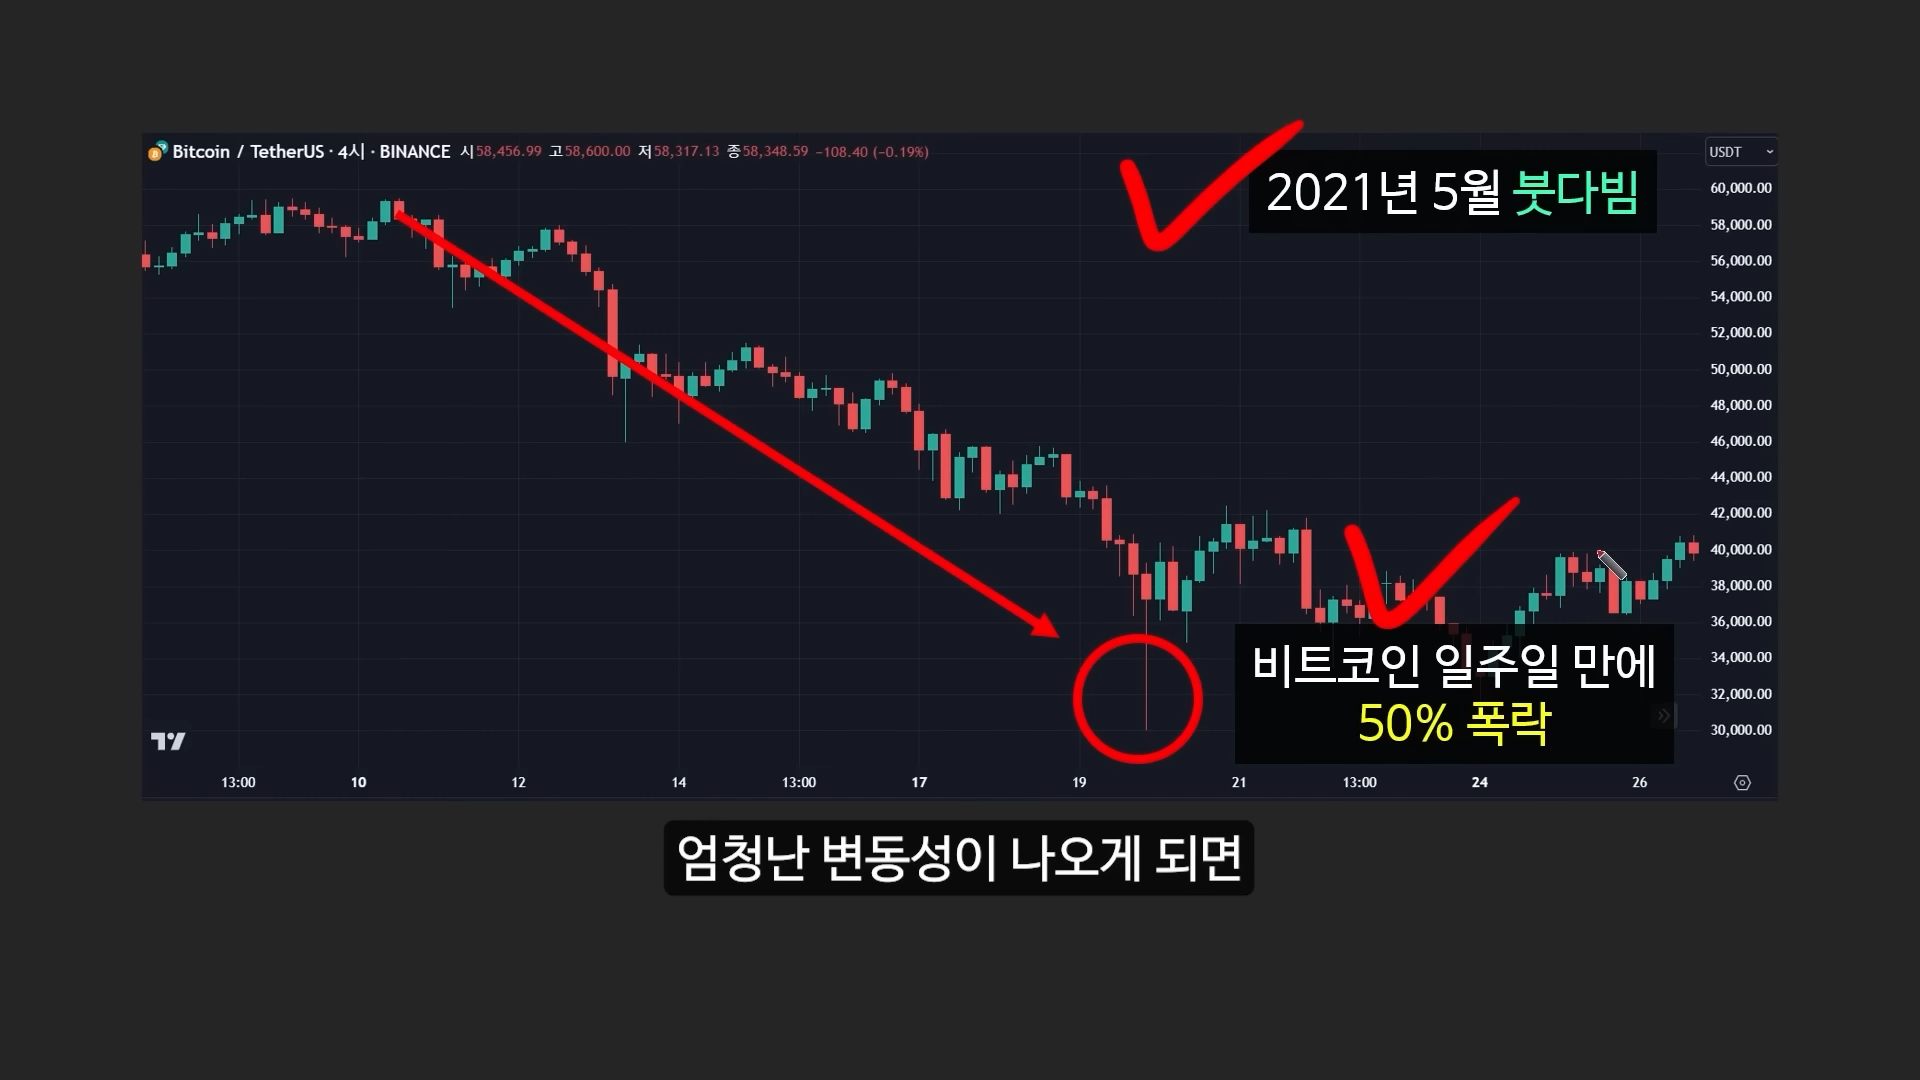 Bitcoin / TetherUS · 4시 · BINANCE 시58,456.99 고58,600.00 저58,317.13 종58,348.59 −108.40 (−0.19%)
USDT
2021년 5월 붓다빔
60,000.00
58,000.00
56,000.00
54,000.00
52,000.00
50,000.00
48,000.00
46,000.00
44,000.00
42,000.00
40,000.00
38,000.00
36,000.00
34,000.00
32,000.00
30,000.00
비트코인 일주일 만에
50% 폭락
13:00 10 12 14 13:00 17 19 21 13:00 24 26
엄청난 변동성이 나오게 되면